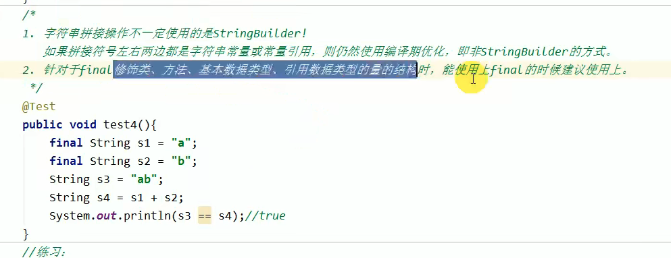 /*
1. 字符串拼接操作不一定使用的是StringBuilder!
如果拼接符号左右两边都是字符串常量或常量引用，则仍然使用编译期优化，即非StringBuilder的方式。
2. 针对于final修饰类、方法、基本数据类型、引用数据类型的量的结构时，能使用上final的时候建议使用上。
*/
@Test
public void test4(){
final String s1 = "a";
final String s2 = "b";
String s3 = "ab";
String s4 = s1 + s2;
System.out.println(s3 == s4);//true
}
//练习：